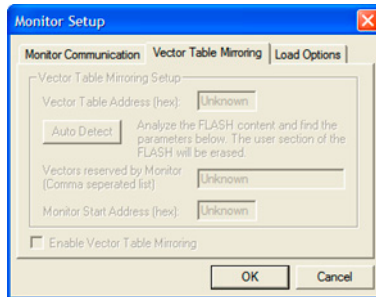 Monitor Setup
Monitor Communication Vector Table Mirroring Load Options
Vector Table Mirroring Setup
Vector Table Address (hex): Unknown
Auto Detect
Analyze the FLASH content and find the
parameters below. The user section of the
FLASH will be erased.
Vectors reserved by Monitor
(Comma seperated list)
Unknown
Monitor Start Address (hex): Unknown
Enable Vector Table Mirroring
OK Cancel